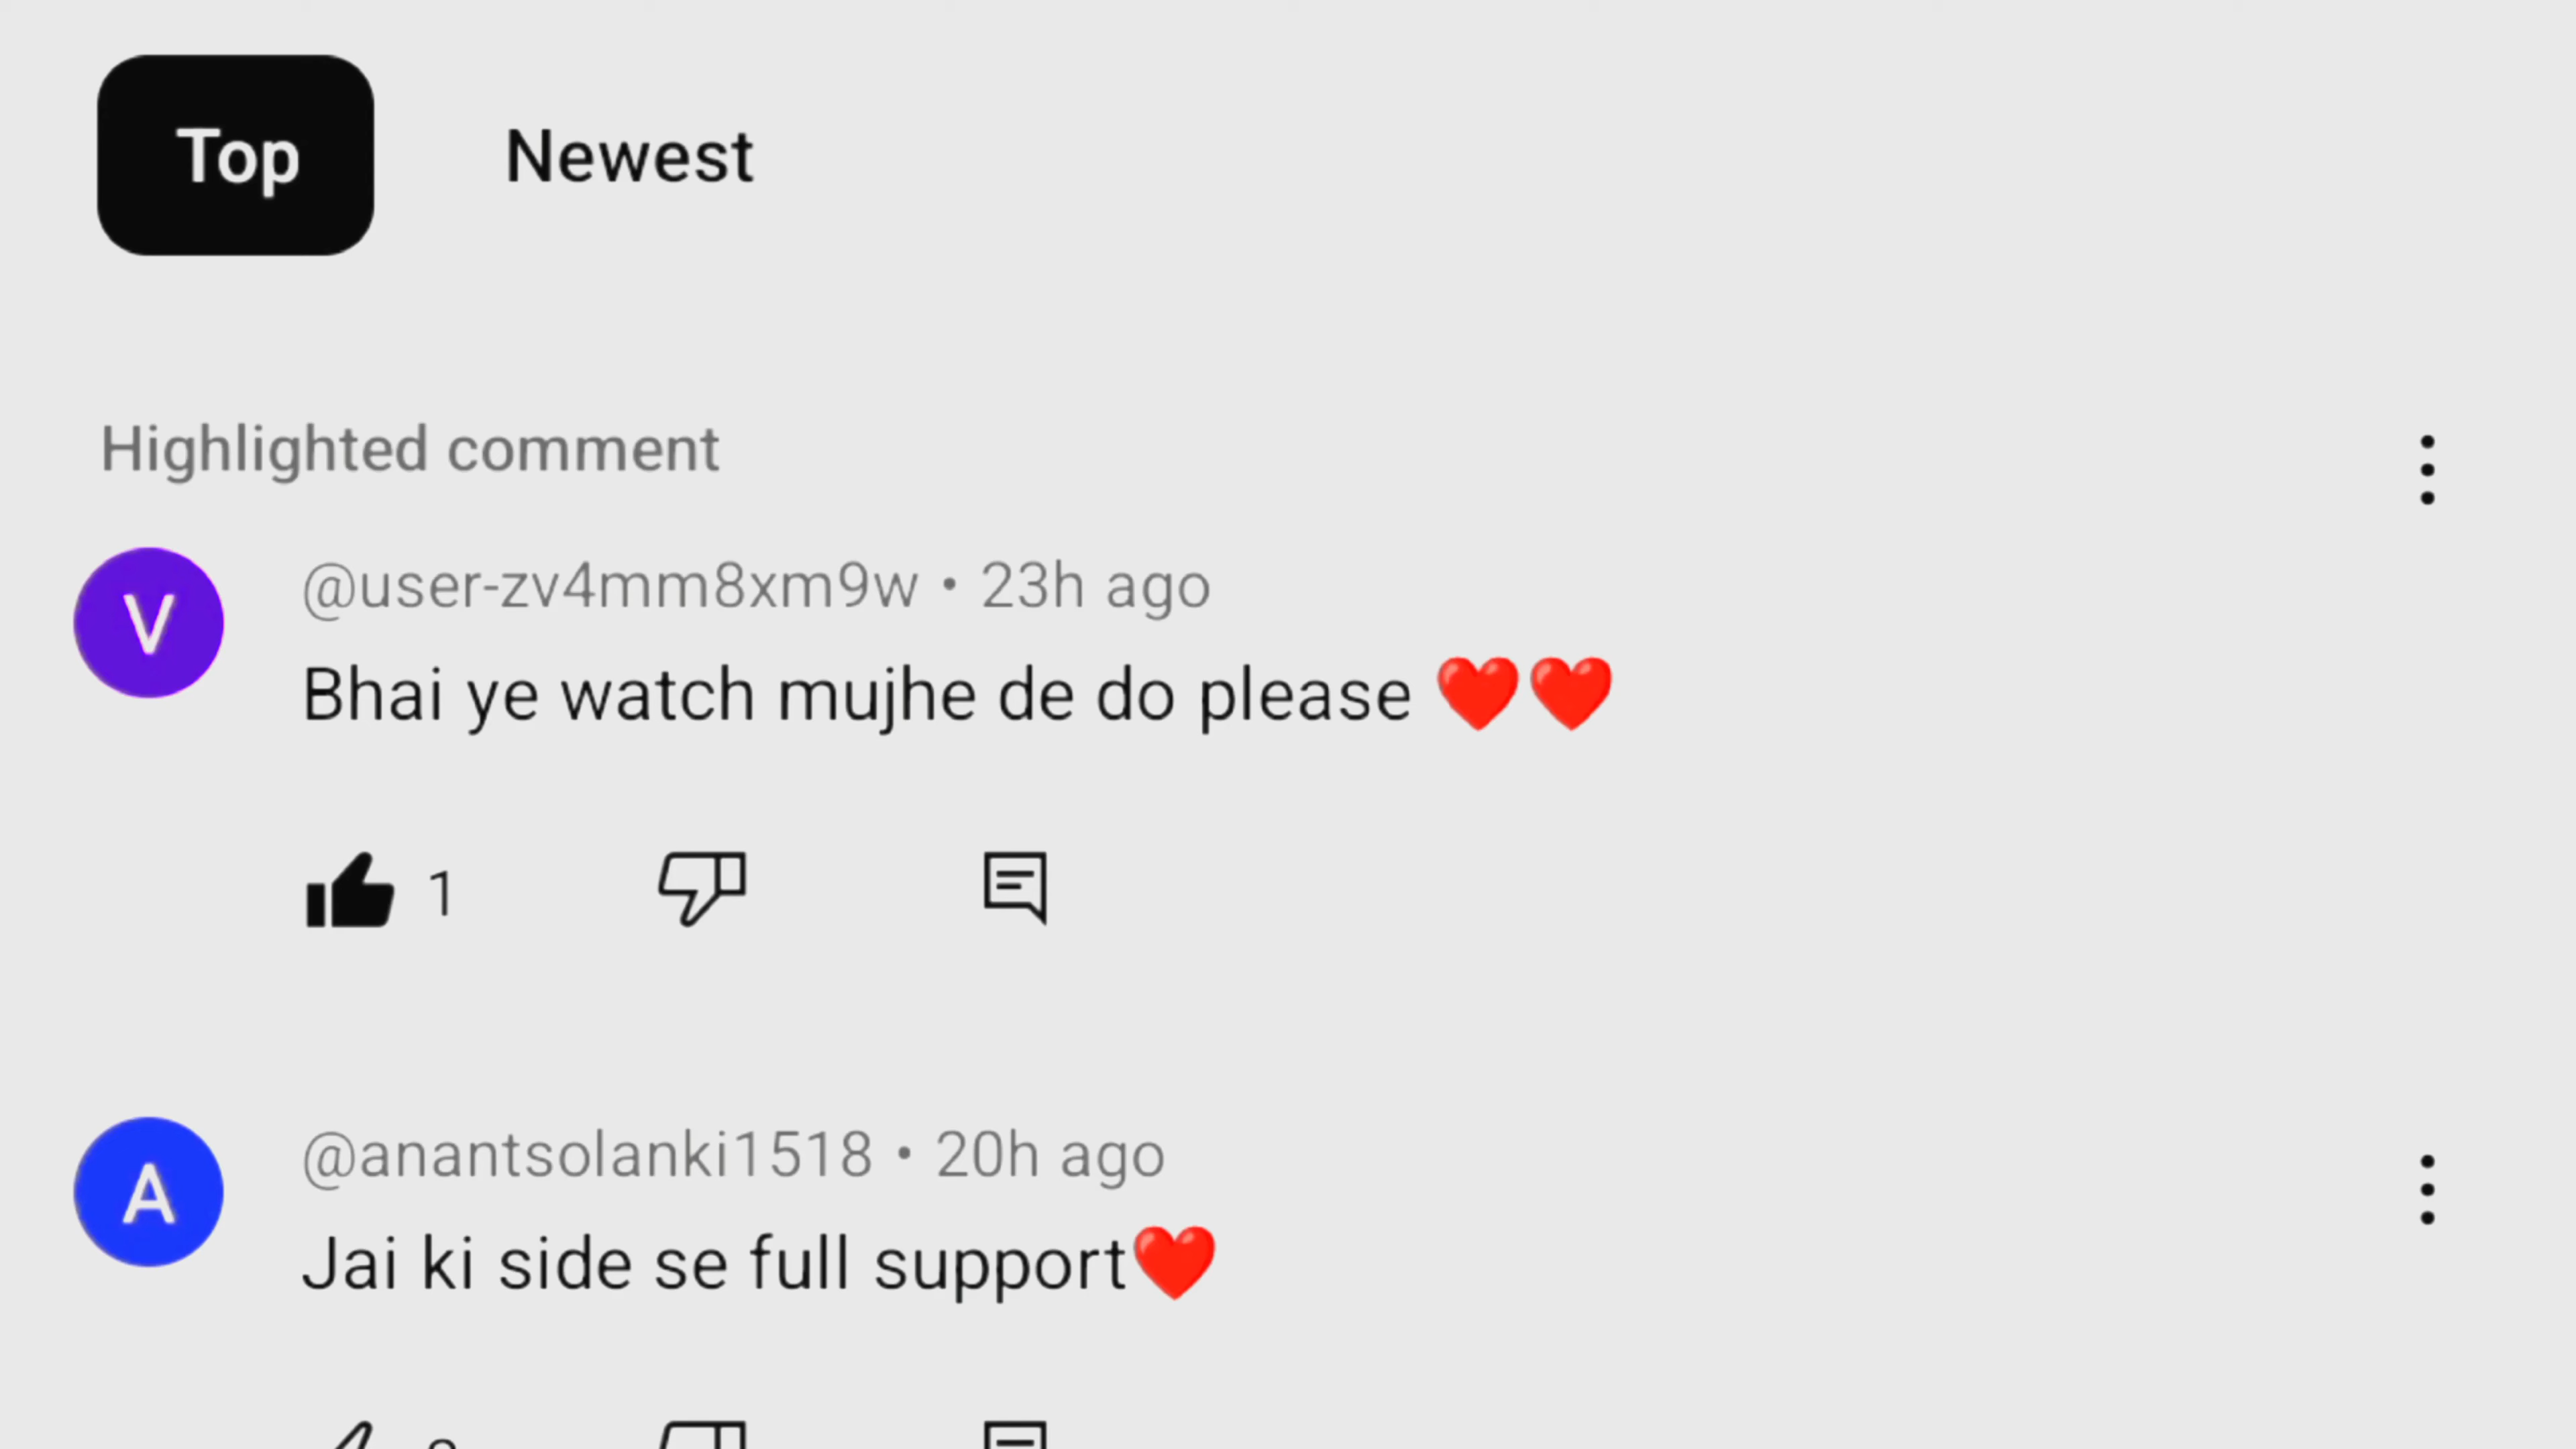 Top Newest
Highlighted comment
V @user-zv4mm8xm9w • 23h ago
Bhai ye watch mujhe de do please ❤️❤️
1
A @anantsolanki1518 • 20h ago
Jai ki side se full support❤️